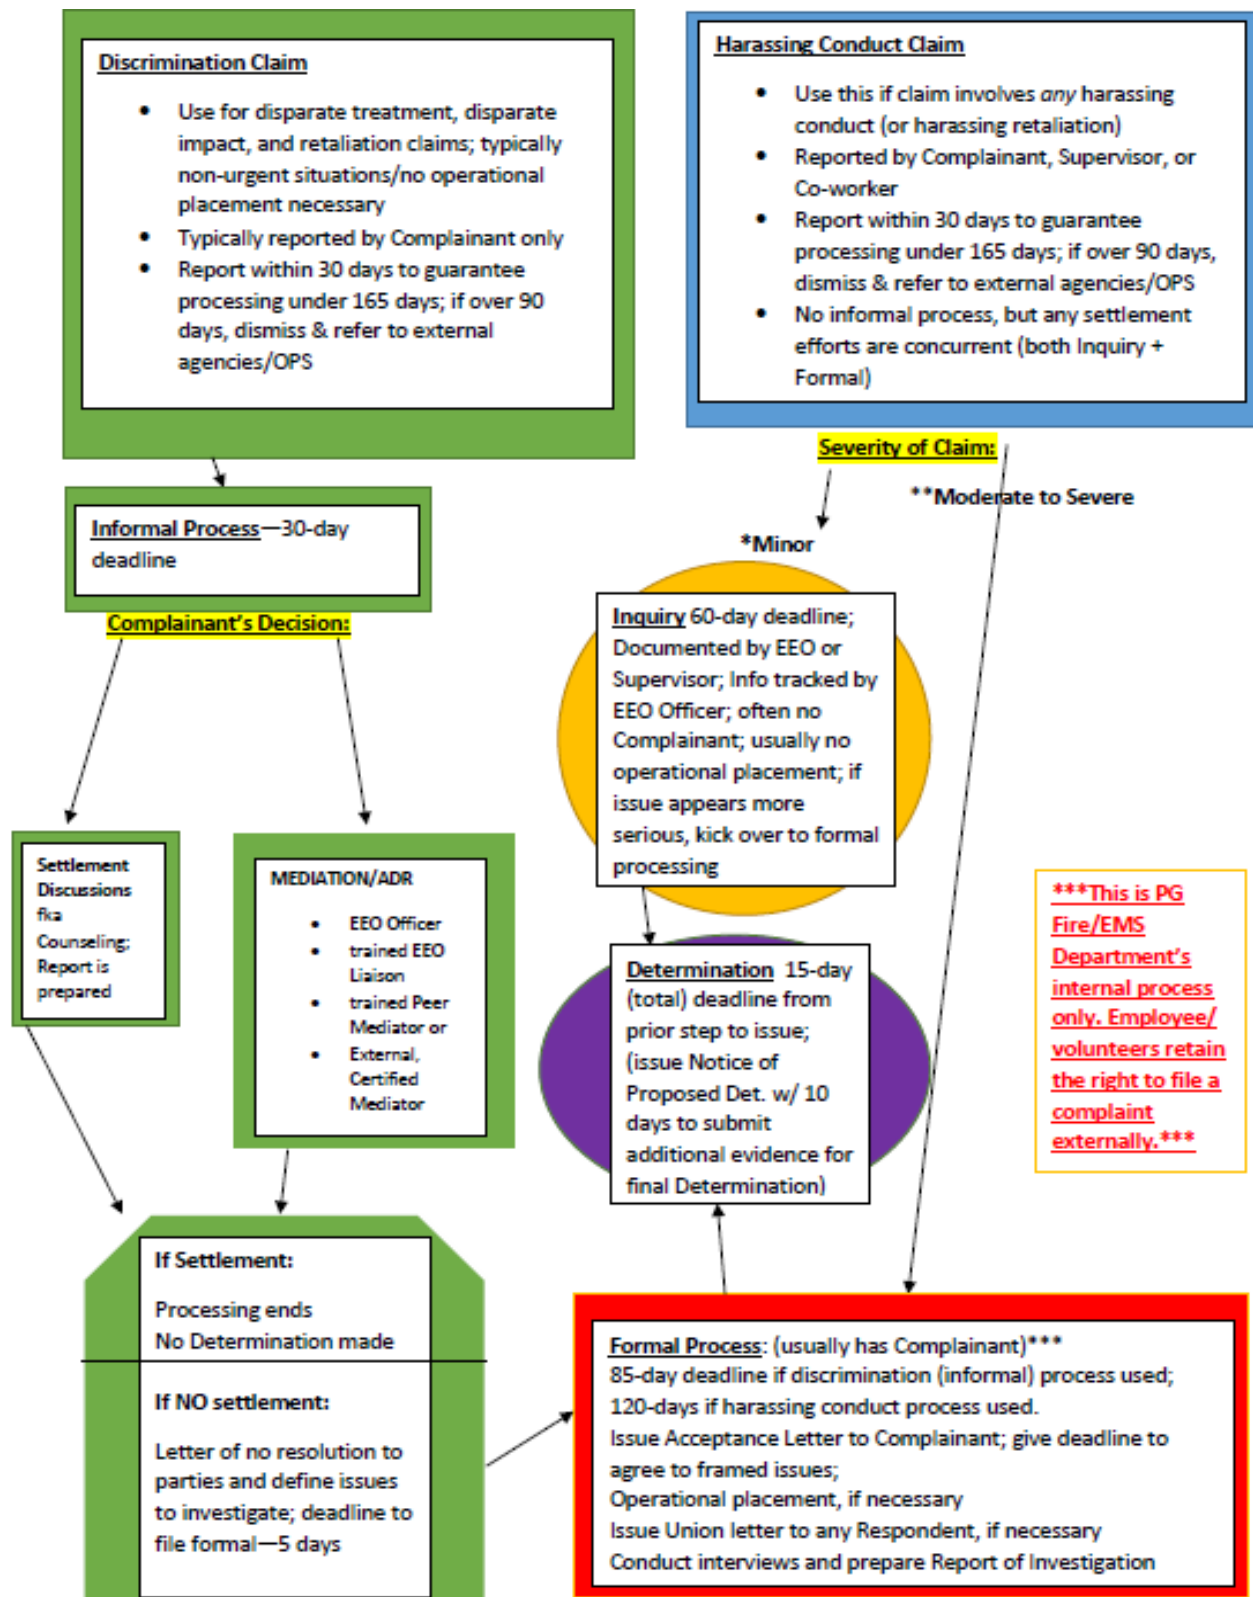 Discrimination Claim
• Use for disparate treatment, disparate
impact, and retaliation claims; typically
non-urgent situations/no operational
placement necessary
• Typically reported by Complainant only
• Report within 30 days to guarantee
processing under 165 days; if over 90
days, dismiss & refer to external
agencies/OPS
Harassing Conduct Claim
• Use this if claim involves any harassing
conduct (or harassing retaliation)
• Reported by Complainant, Supervisor, or
Co-worker
• Report within 30 days to guarantee
processing under 165 days; if over 90 days,
dismiss & refer to external agencies/OPS
• No informal process, but any settlement
efforts are concurrent (both Inquiry +
Formal)
Informal Process—30-day
deadline
Complainant's Decision:
Severity of Claim:
**Moderate to Severe
*Minor
Inquiry 60-day deadline;
Documented by EEO or
Supervisor; Info tracked by
EEO Officer; often no
Complainant; usually no
operational placement; if
issue appears more
serious, kick over to formal
processing
Settlement
Discussions
fka
Counseling;
Report is
prepared
MEDIATION/ADR
• EEO Officer
• trained EEO
Liaison
• trained Peer
Mediator or
• External,
Certified
Mediator
Determination 15-day
(total) deadline from
prior step to issue;
(issue Notice of
Proposed Det. w/ 10
days to submit
additional evidence for
final Determination)
***This is PG
Fire/EMS
Department's
internal process
only. Employee/
volunteers retain
the right to file a
complaint
externally.***
If Settlement:
Processing ends
No Determination made
If NO settlement:
Letter of no resolution to
parties and define issues
to investigate; deadline to
file formal—5 days
Formal Process: (usually has Complainant)***
85-day deadline if discrimination (informal) process used;
120-days if harassing conduct process used.
Issue Acceptance Letter to Complainant; give deadline to
agree to framed issues;
Operational placement, if necessary
Issue Union letter to any Respondent, if necessary
Conduct interviews and prepare Report of Investigation